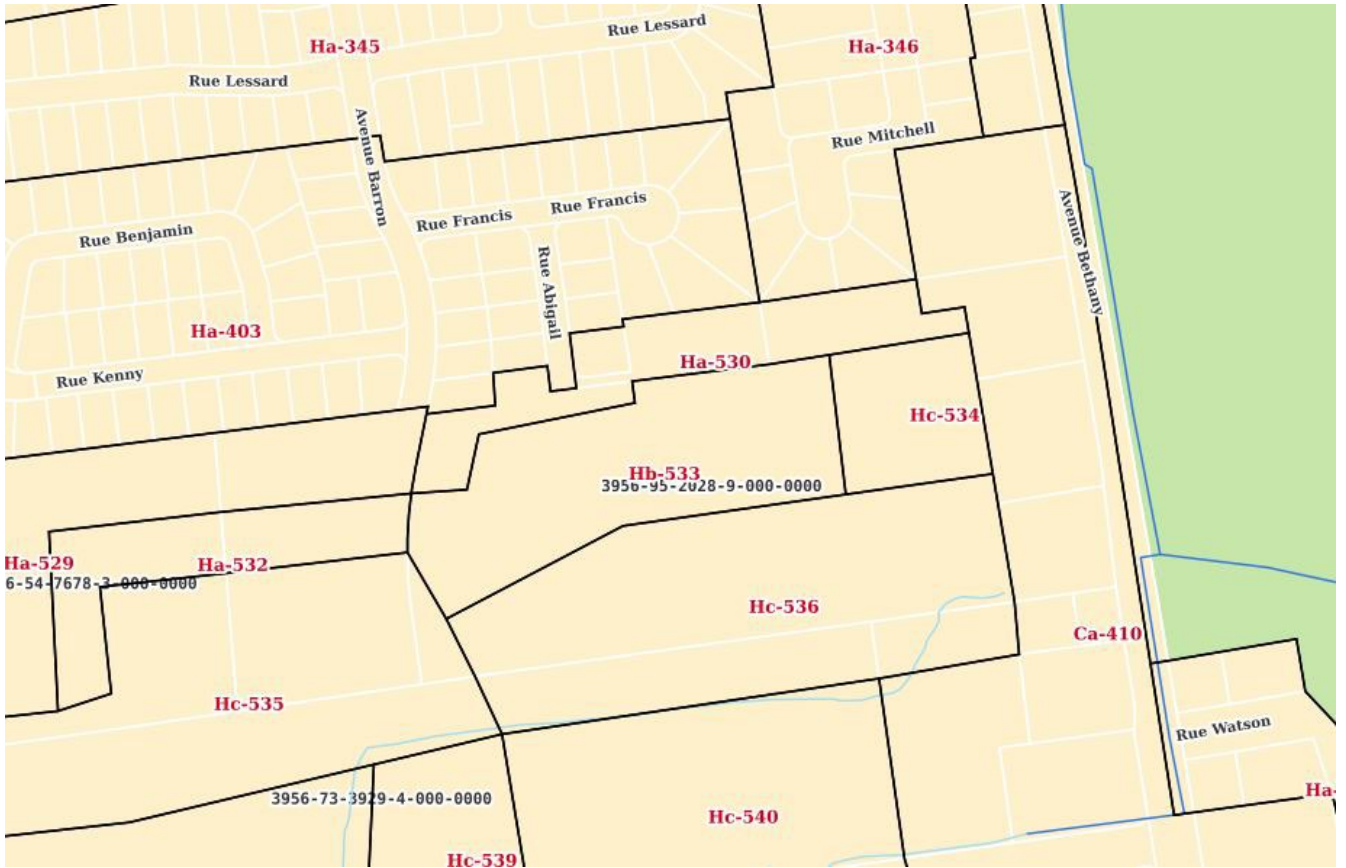 Rue Lessard
Ha-345
Ha-346
Rue Lessard
Avenue Barron
Rue Mitchell
Avenue Bethany
Rue Francis
Rue Francis
Rue Benjamin
Rue Abigail
Ha-403
Ha-530
Rue Kenny
Hc-534
Hb-533
3956-95-2028-9-000-0000
Ha-529
Ha-532
6-54-7678-3-000-0000
Hc-536
Ca-410
Hc-535
Rue Watson
Ha-
3956-73-3929-4-000-0000
Hc-540
Hc-539